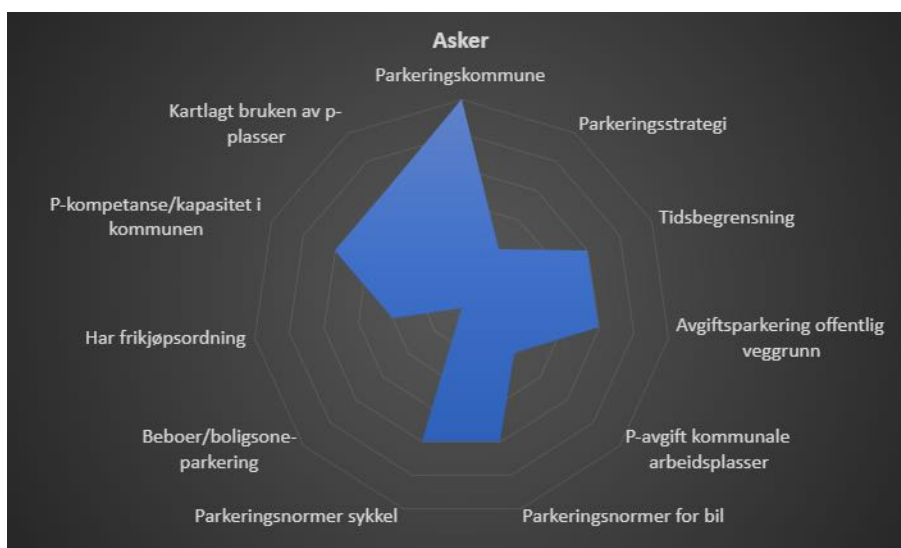 Asker
Parkeringskommune
Parkeringsstrategi
Tidsbegrensning
Avgiftsparkering offentlig
veggrunn
P-avgift kommunale
arbeidsplasser
Parkeringsnormer for bil
Parkeringsnormer sykkel
Beboer/boligsone-
parkering
Har frikjøpsordning
P-kompetanse/kapasitet i
kommunen
Kartlagt bruken av p-
plasser